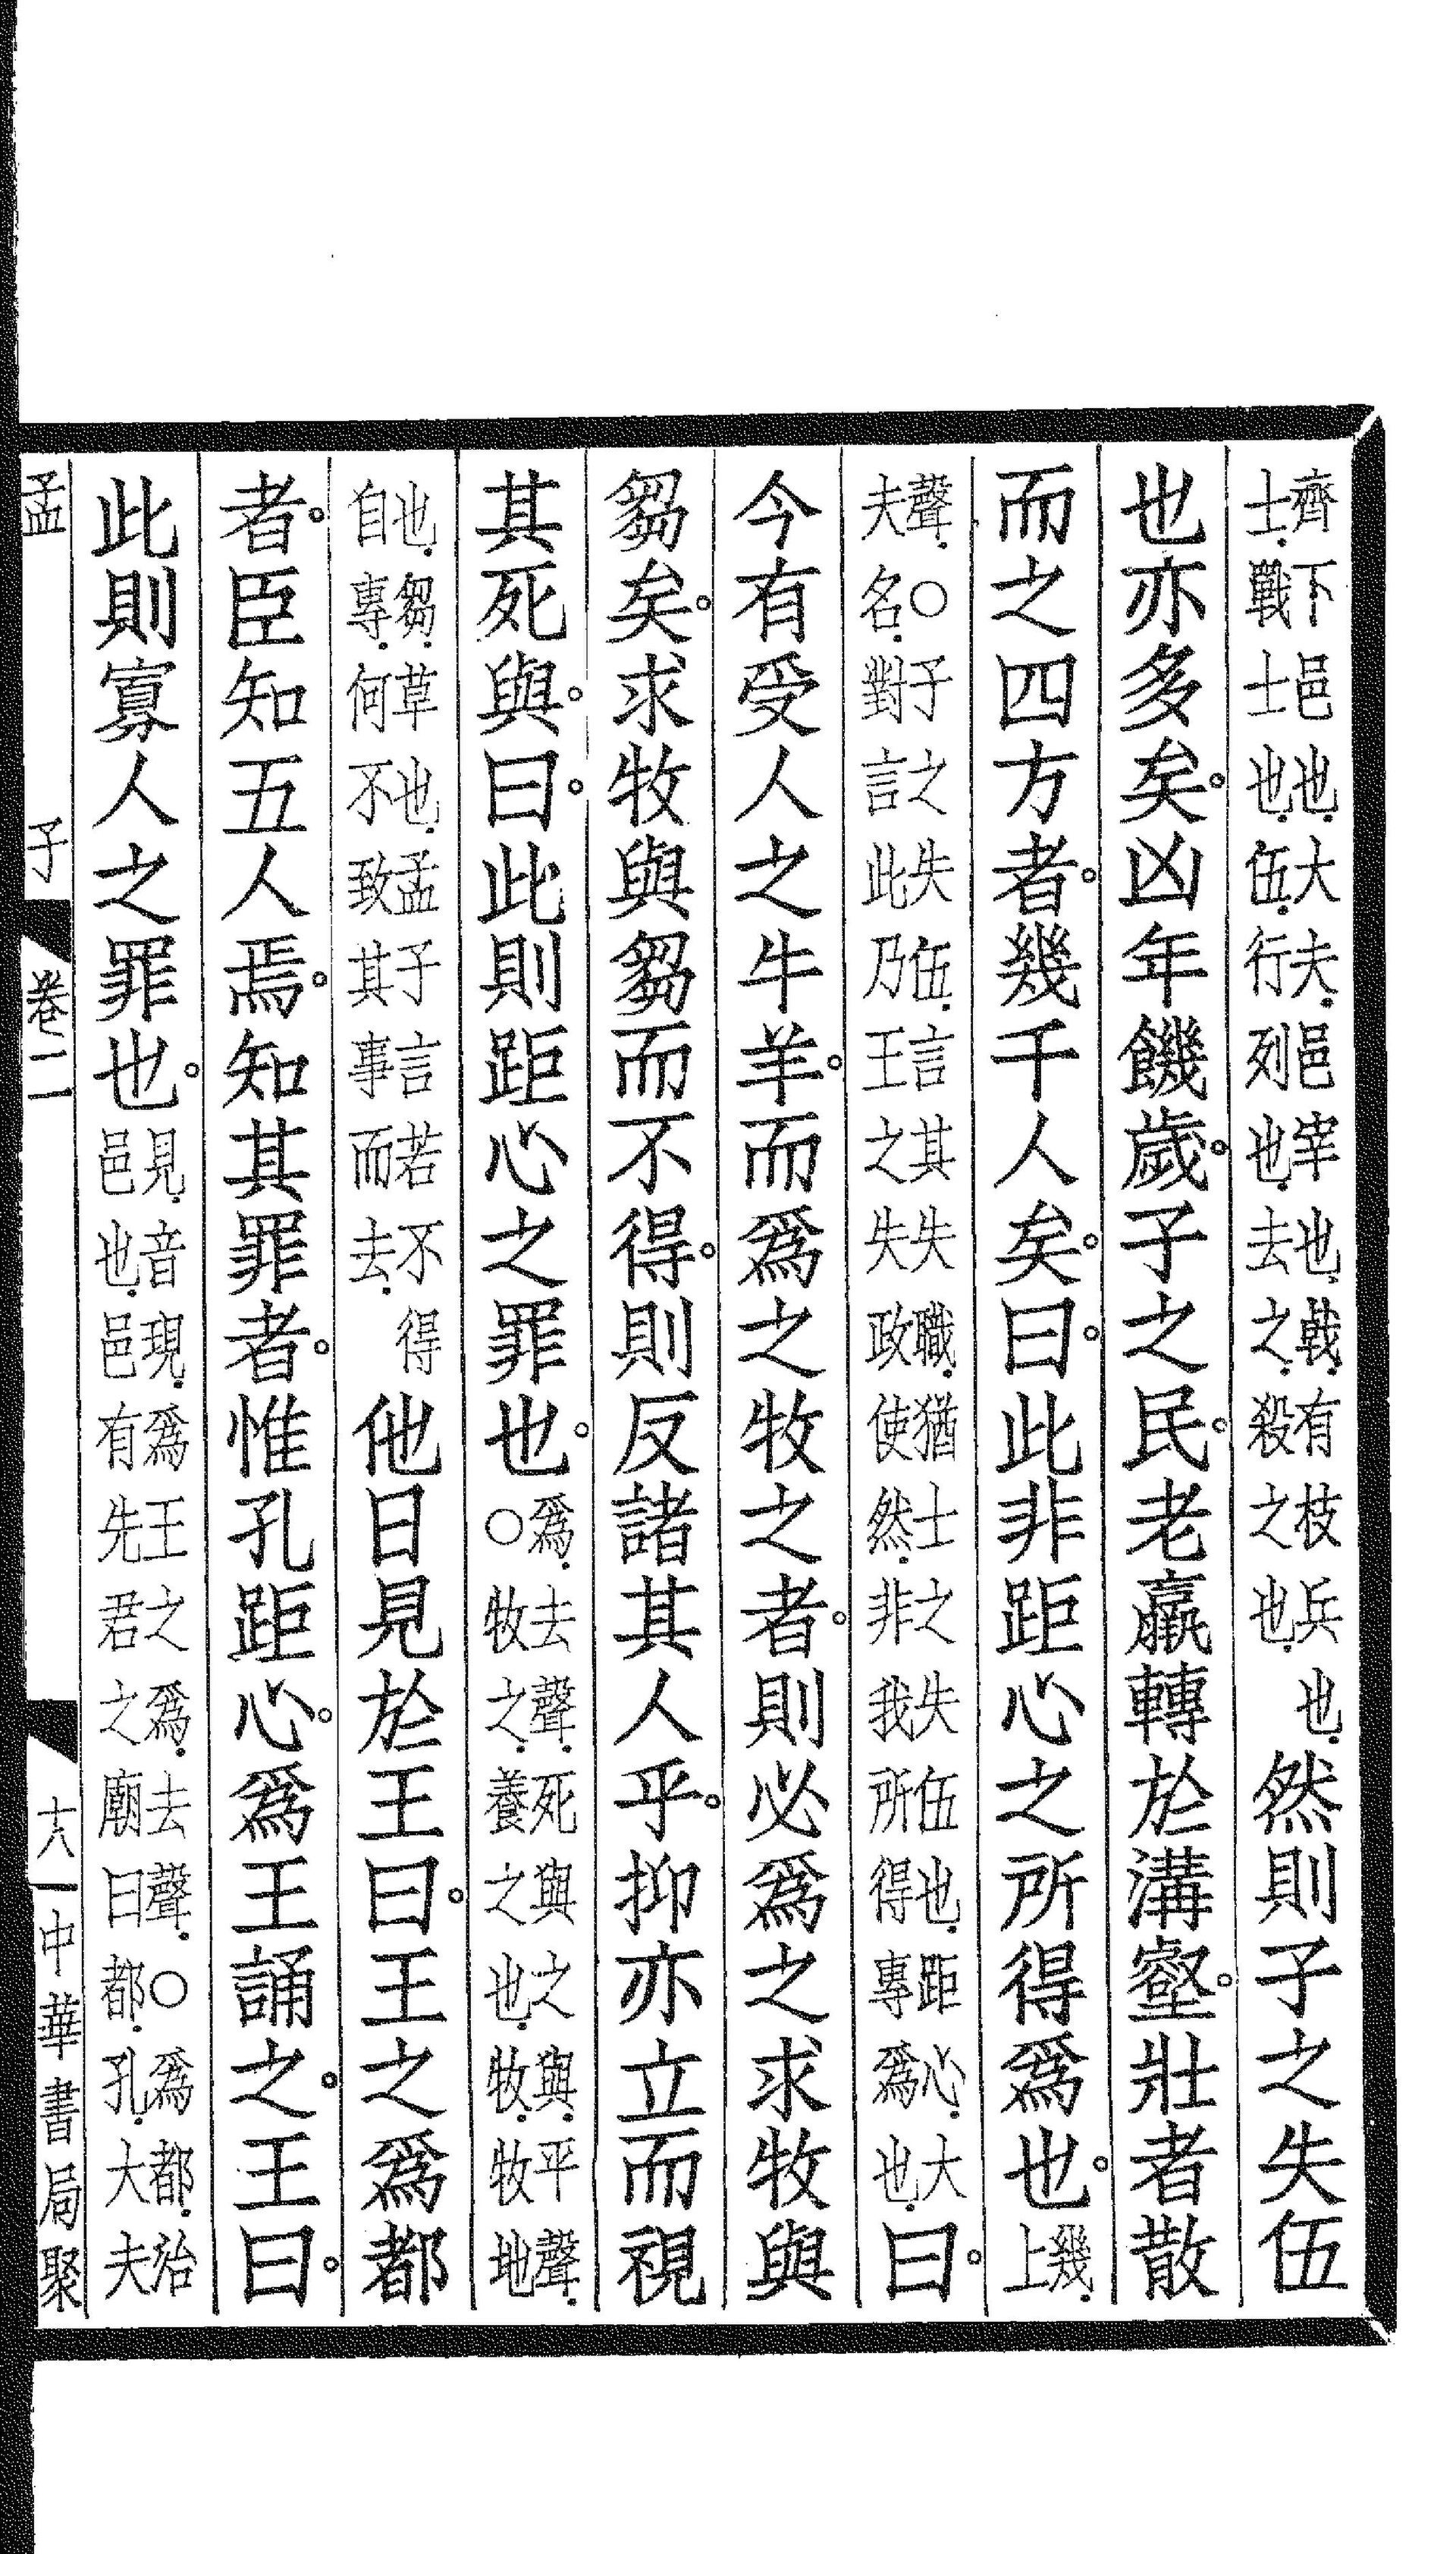 齊下邑也.大夫.邑宰也.戟.有枝兵也.士.戰士也.伍.行列也.去之.殺之也.然則子之失伍
也亦多矣。凶年饑歲。子之民。老羸轉於溝壑。壯者散
而之四方者。幾千人矣。曰。此非距心之所得爲也。幾.上
聲.○子之失伍.言其失職.猶士之失伍也.距心.大夫名.對言此乃王之失政使然.非我所得專爲也.曰。
今有受人之牛羊。而爲之牧之者。則必爲之求牧與
芻矣。求牧與芻而不得。則反諸其人乎。抑亦立而視
其死與。曰。此則距心之罪也。爲.去聲.死與之與.平聲.○牧之.養之也.牧.牧地
也.芻.草也.孟子言若不得自專.何不致其事而去.他日見於王曰。王之爲都
者。臣知五人焉。知其罪者。惟孔距心。爲王誦之。王曰。
此則寡人之罪也。見.音現.爲王之爲.去聲.○爲都.治邑也.邑有先君之廟曰都.孔.大夫
孟子 卷二 十八 中華書局聚